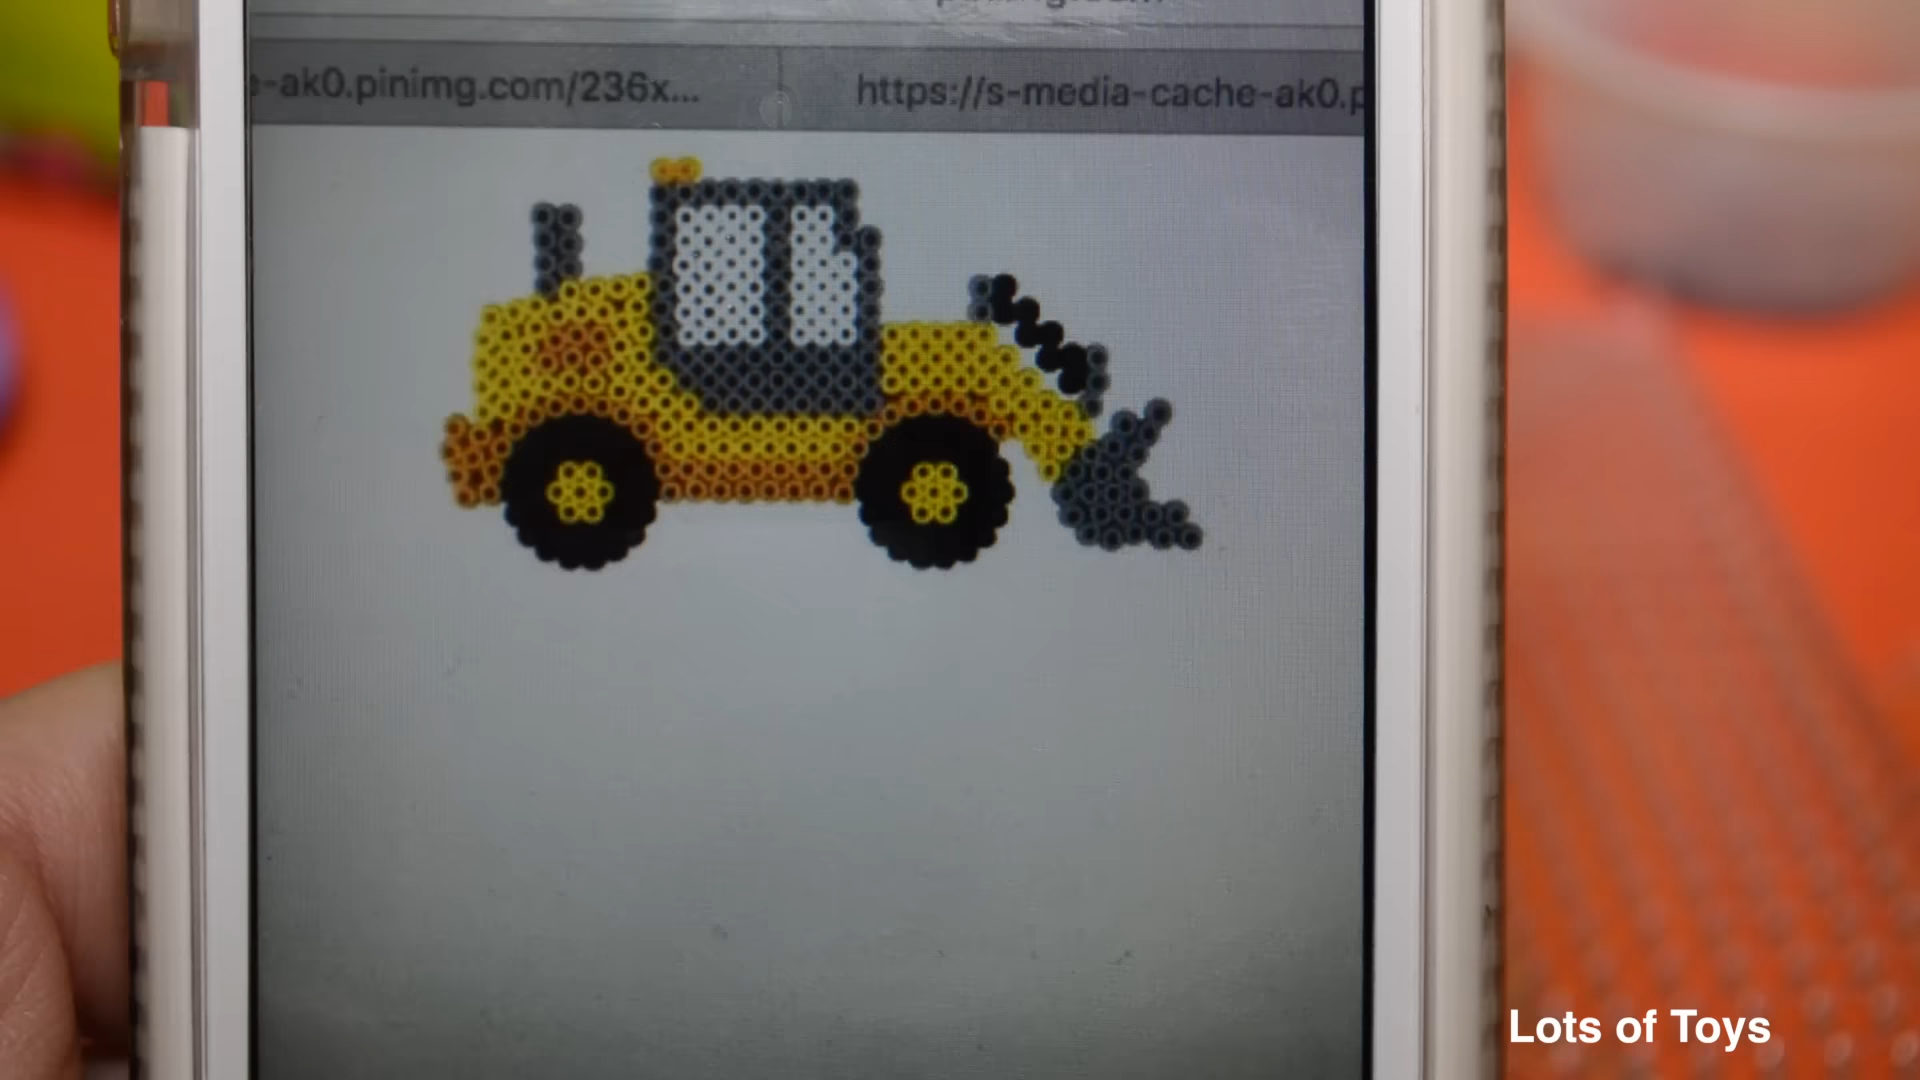 e-ak0.pinimg.com/236x...
https://s-media-cache-ak0.p
Lots of Toys